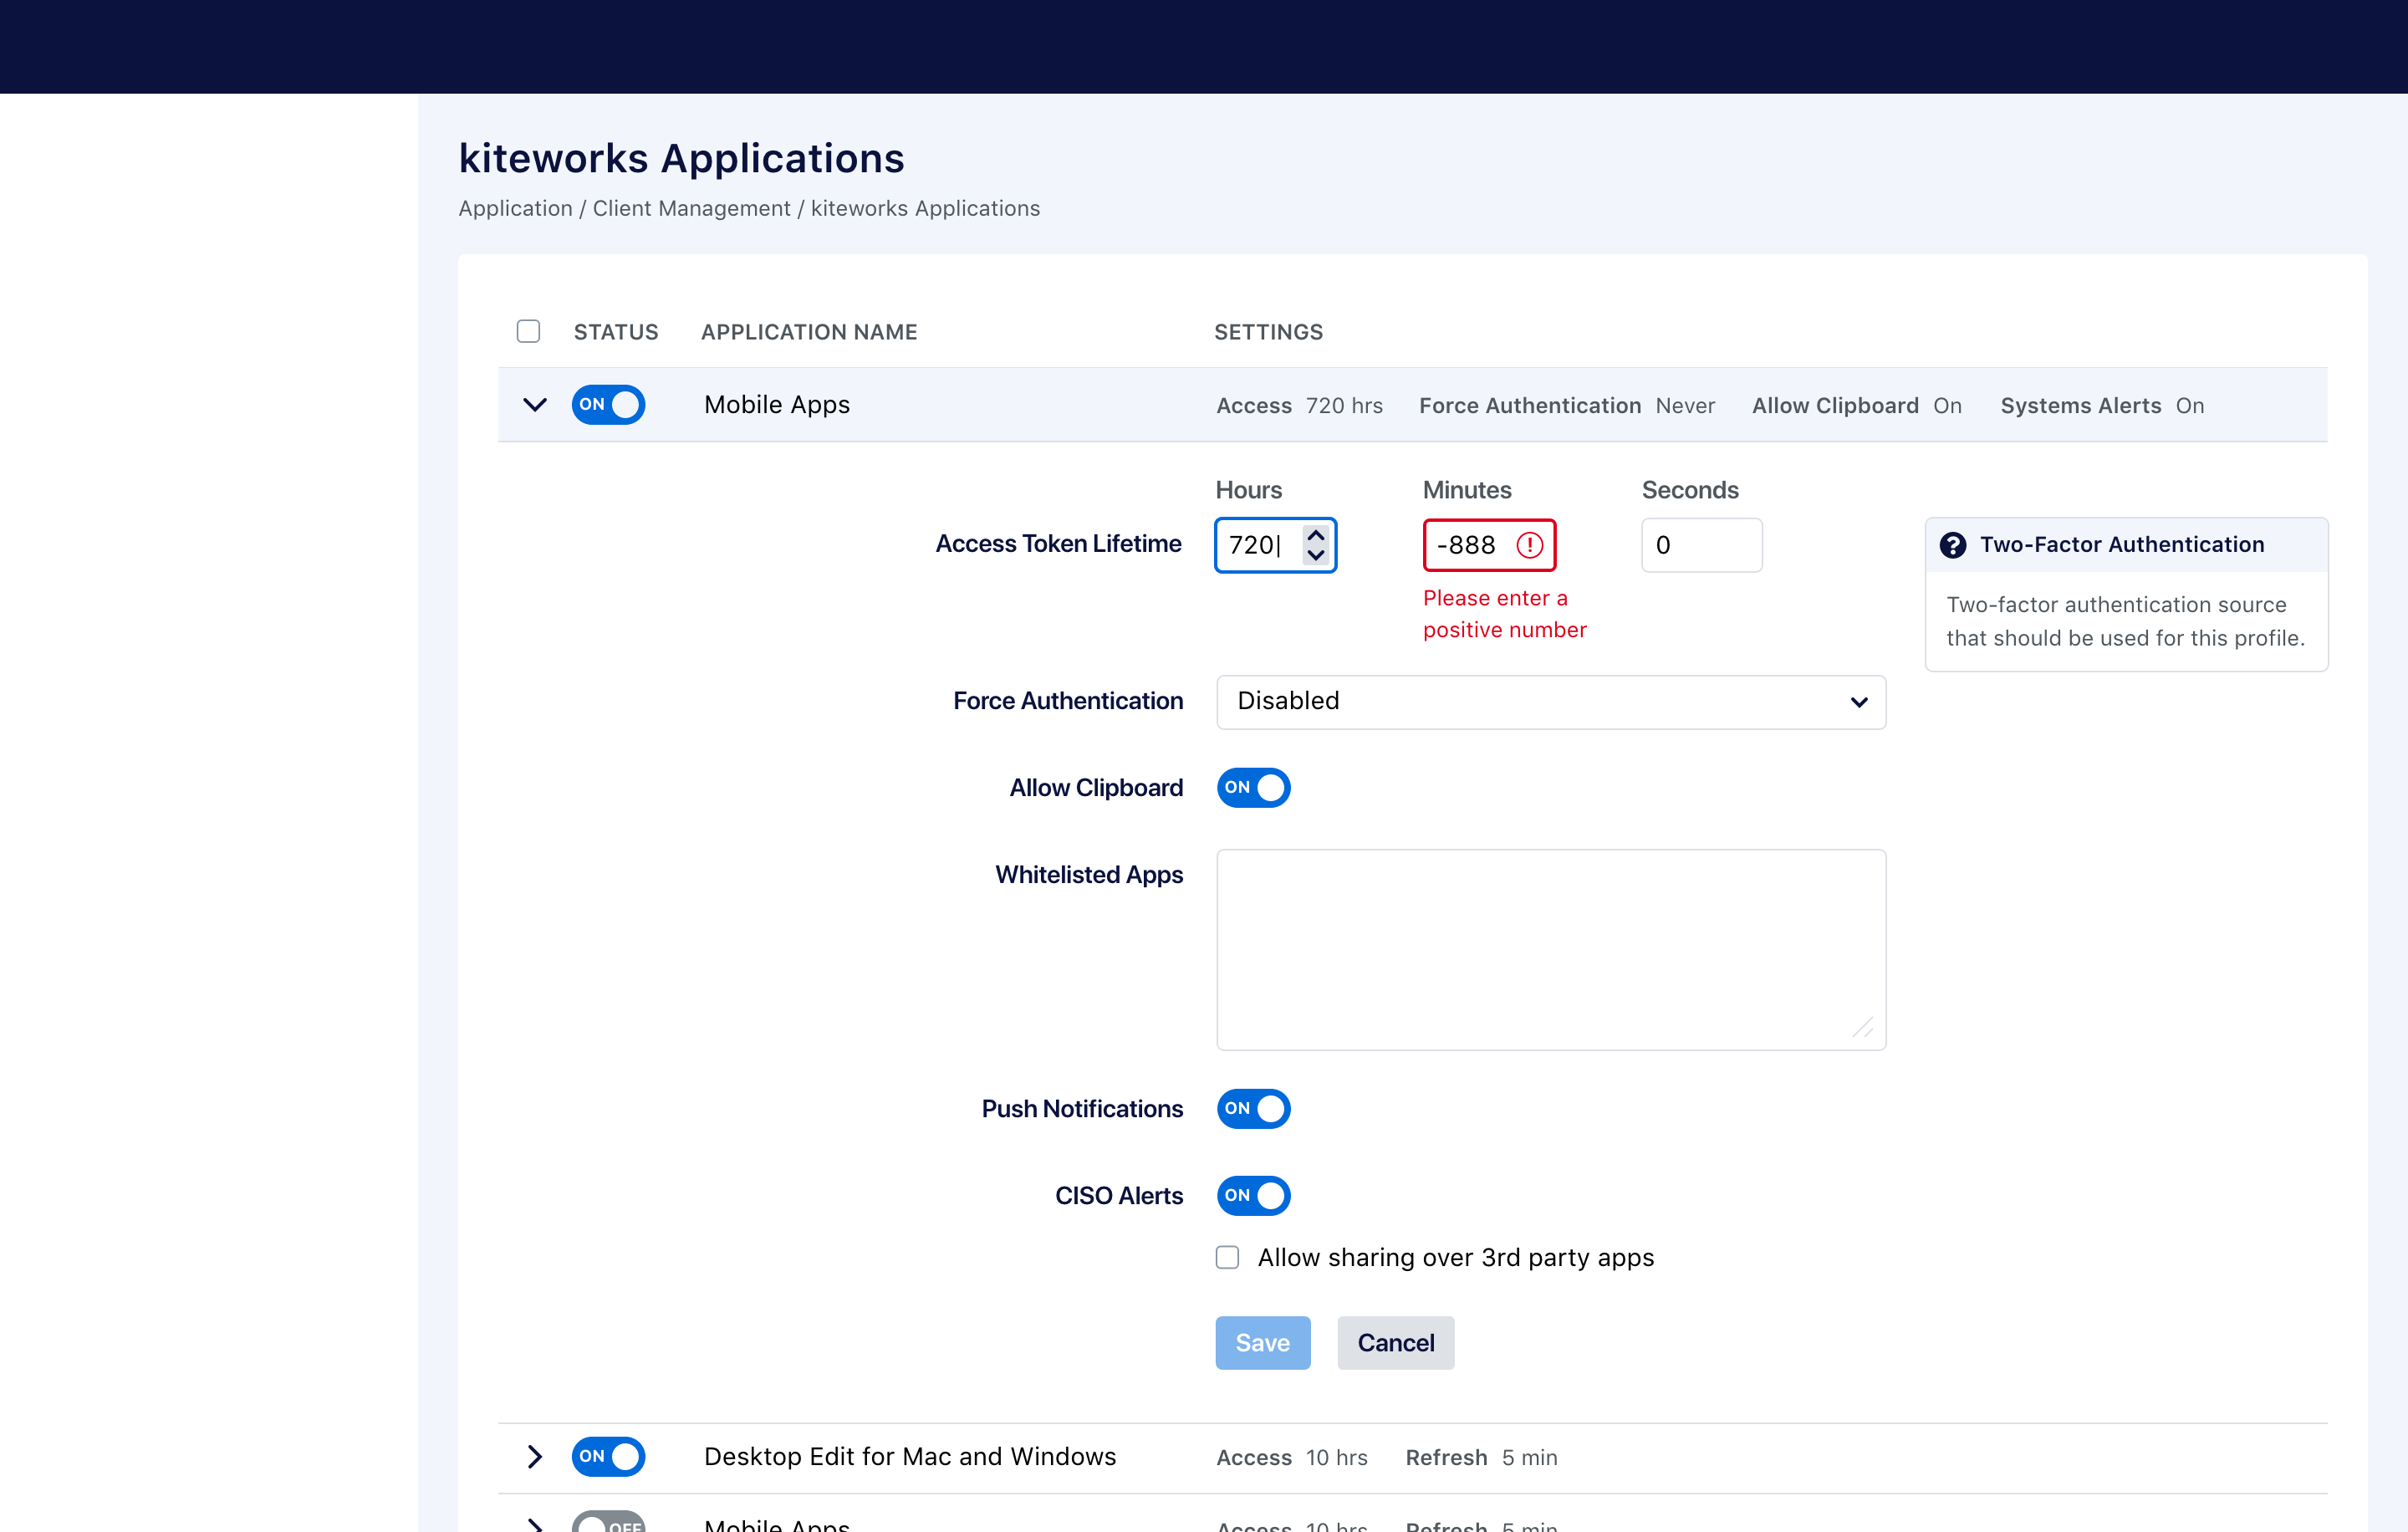 kiteworks Applications
Application / Client Management / kiteworks Applications
STATUS APPLICATION NAME SETTINGS
ON Mobile Apps Access 720 hrs Force Authentication Never Allow Clipboard On Systems Alerts On
Hours Minutes Seconds
Access Token Lifetime 720 -888 0
Please enter a
positive number
Two-Factor Authentication
Two-factor authentication source
that should be used for this profile.
Force Authentication Disabled
Allow Clipboard ON
Whitelisted Apps
Push Notifications ON
CISO Alerts ON
Allow sharing over 3rd party apps
Save Cancel
ON Desktop Edit for Mac and Windows Access 10 hrs Refresh 5 min
OFF Mobile Apps Access 10 hrs Refresh 5 min